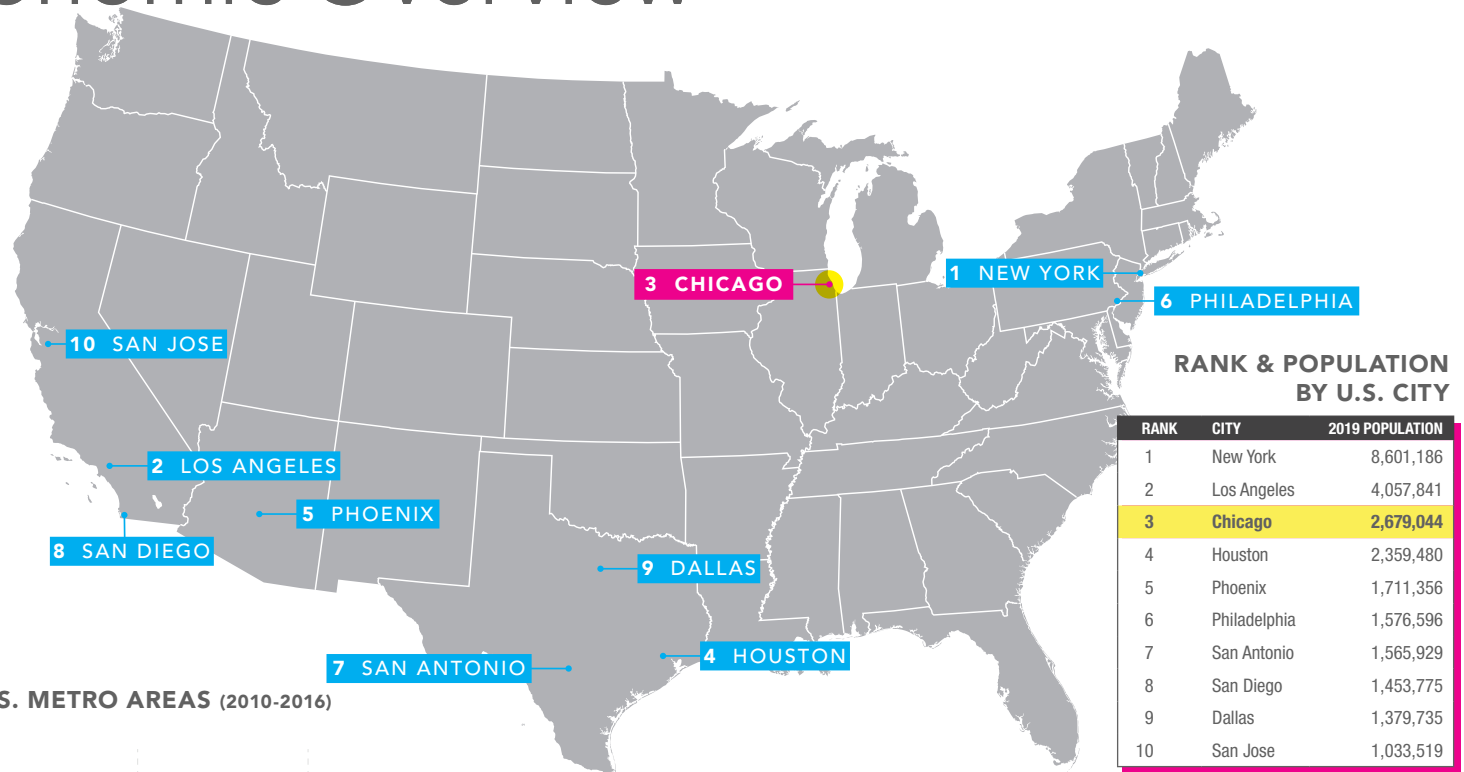 onomic Overview
3 CHICAGO
1 NEW YORK
6 PHILADELPHIA
10 SAN JOSE
2 LOS ANGELES
5 PHOENIX
8 SAN DIEGO
9 DALLAS
4 HOUSTON
7 SAN ANTONIO
S. METRO AREAS (2010-2016)
RANK & POPULATION
BY U.S. CITY
RANK CITY 2019 POPULATION
1 New York 8,601,186
2 Los Angeles 4,057,841
3 Chicago 2,679,044
4 Houston 2,359,480
5 Phoenix 1,711,356
6 Philadelphia 1,576,596
7 San Antonio 1,565,929
8 San Diego 1,453,775
9 Dallas 1,379,735
10 San Jose 1,033,519